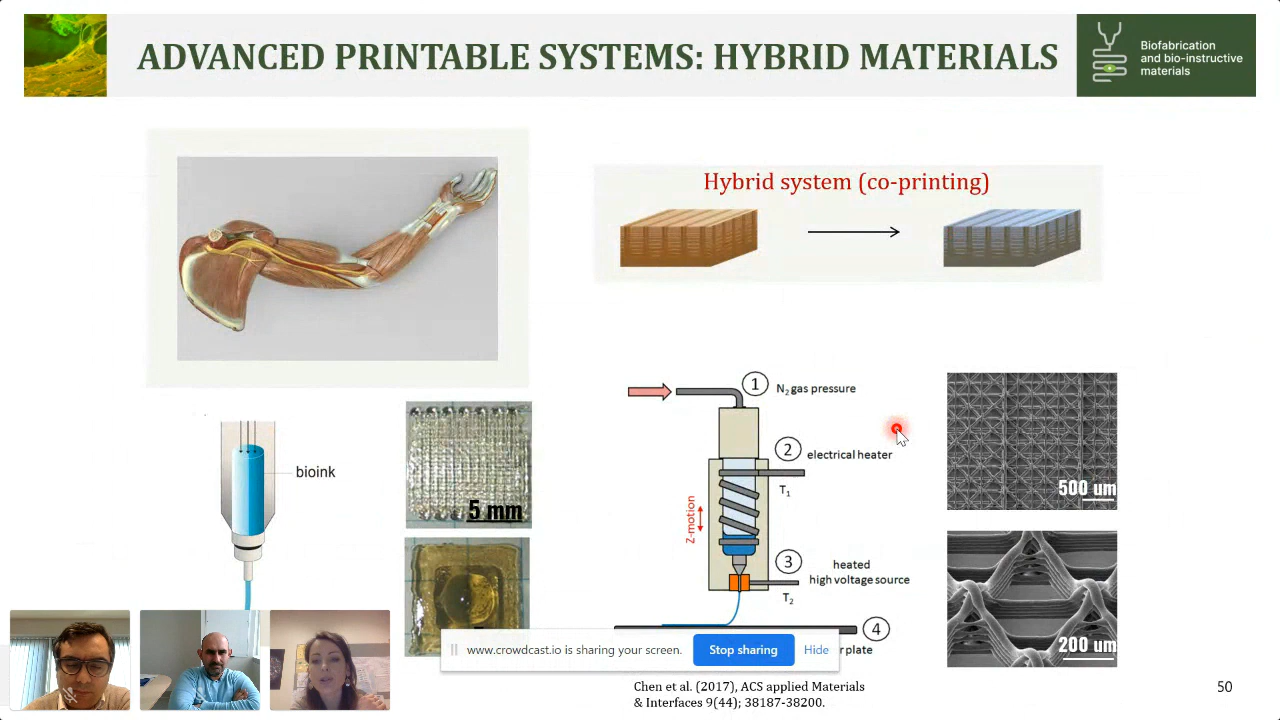 ADVANCED PRINTABLE SYSTEMS: HYBRID MATERIALS
Biofabrication
and bio-instructive
materials
Hybrid system (co-printing)
1
N2 gas pressure
2
electrical heater
T1
Z-motion
3
heated
high voltage source
T2
4
r plate
bioink
5 mm
500 um
200 um
www.crowdcast.io is sharing your screen.
Stop sharing
Hide
Chen et al. (2017), ACS applied Materials
& Interfaces 9(44); 38187-38200.
50